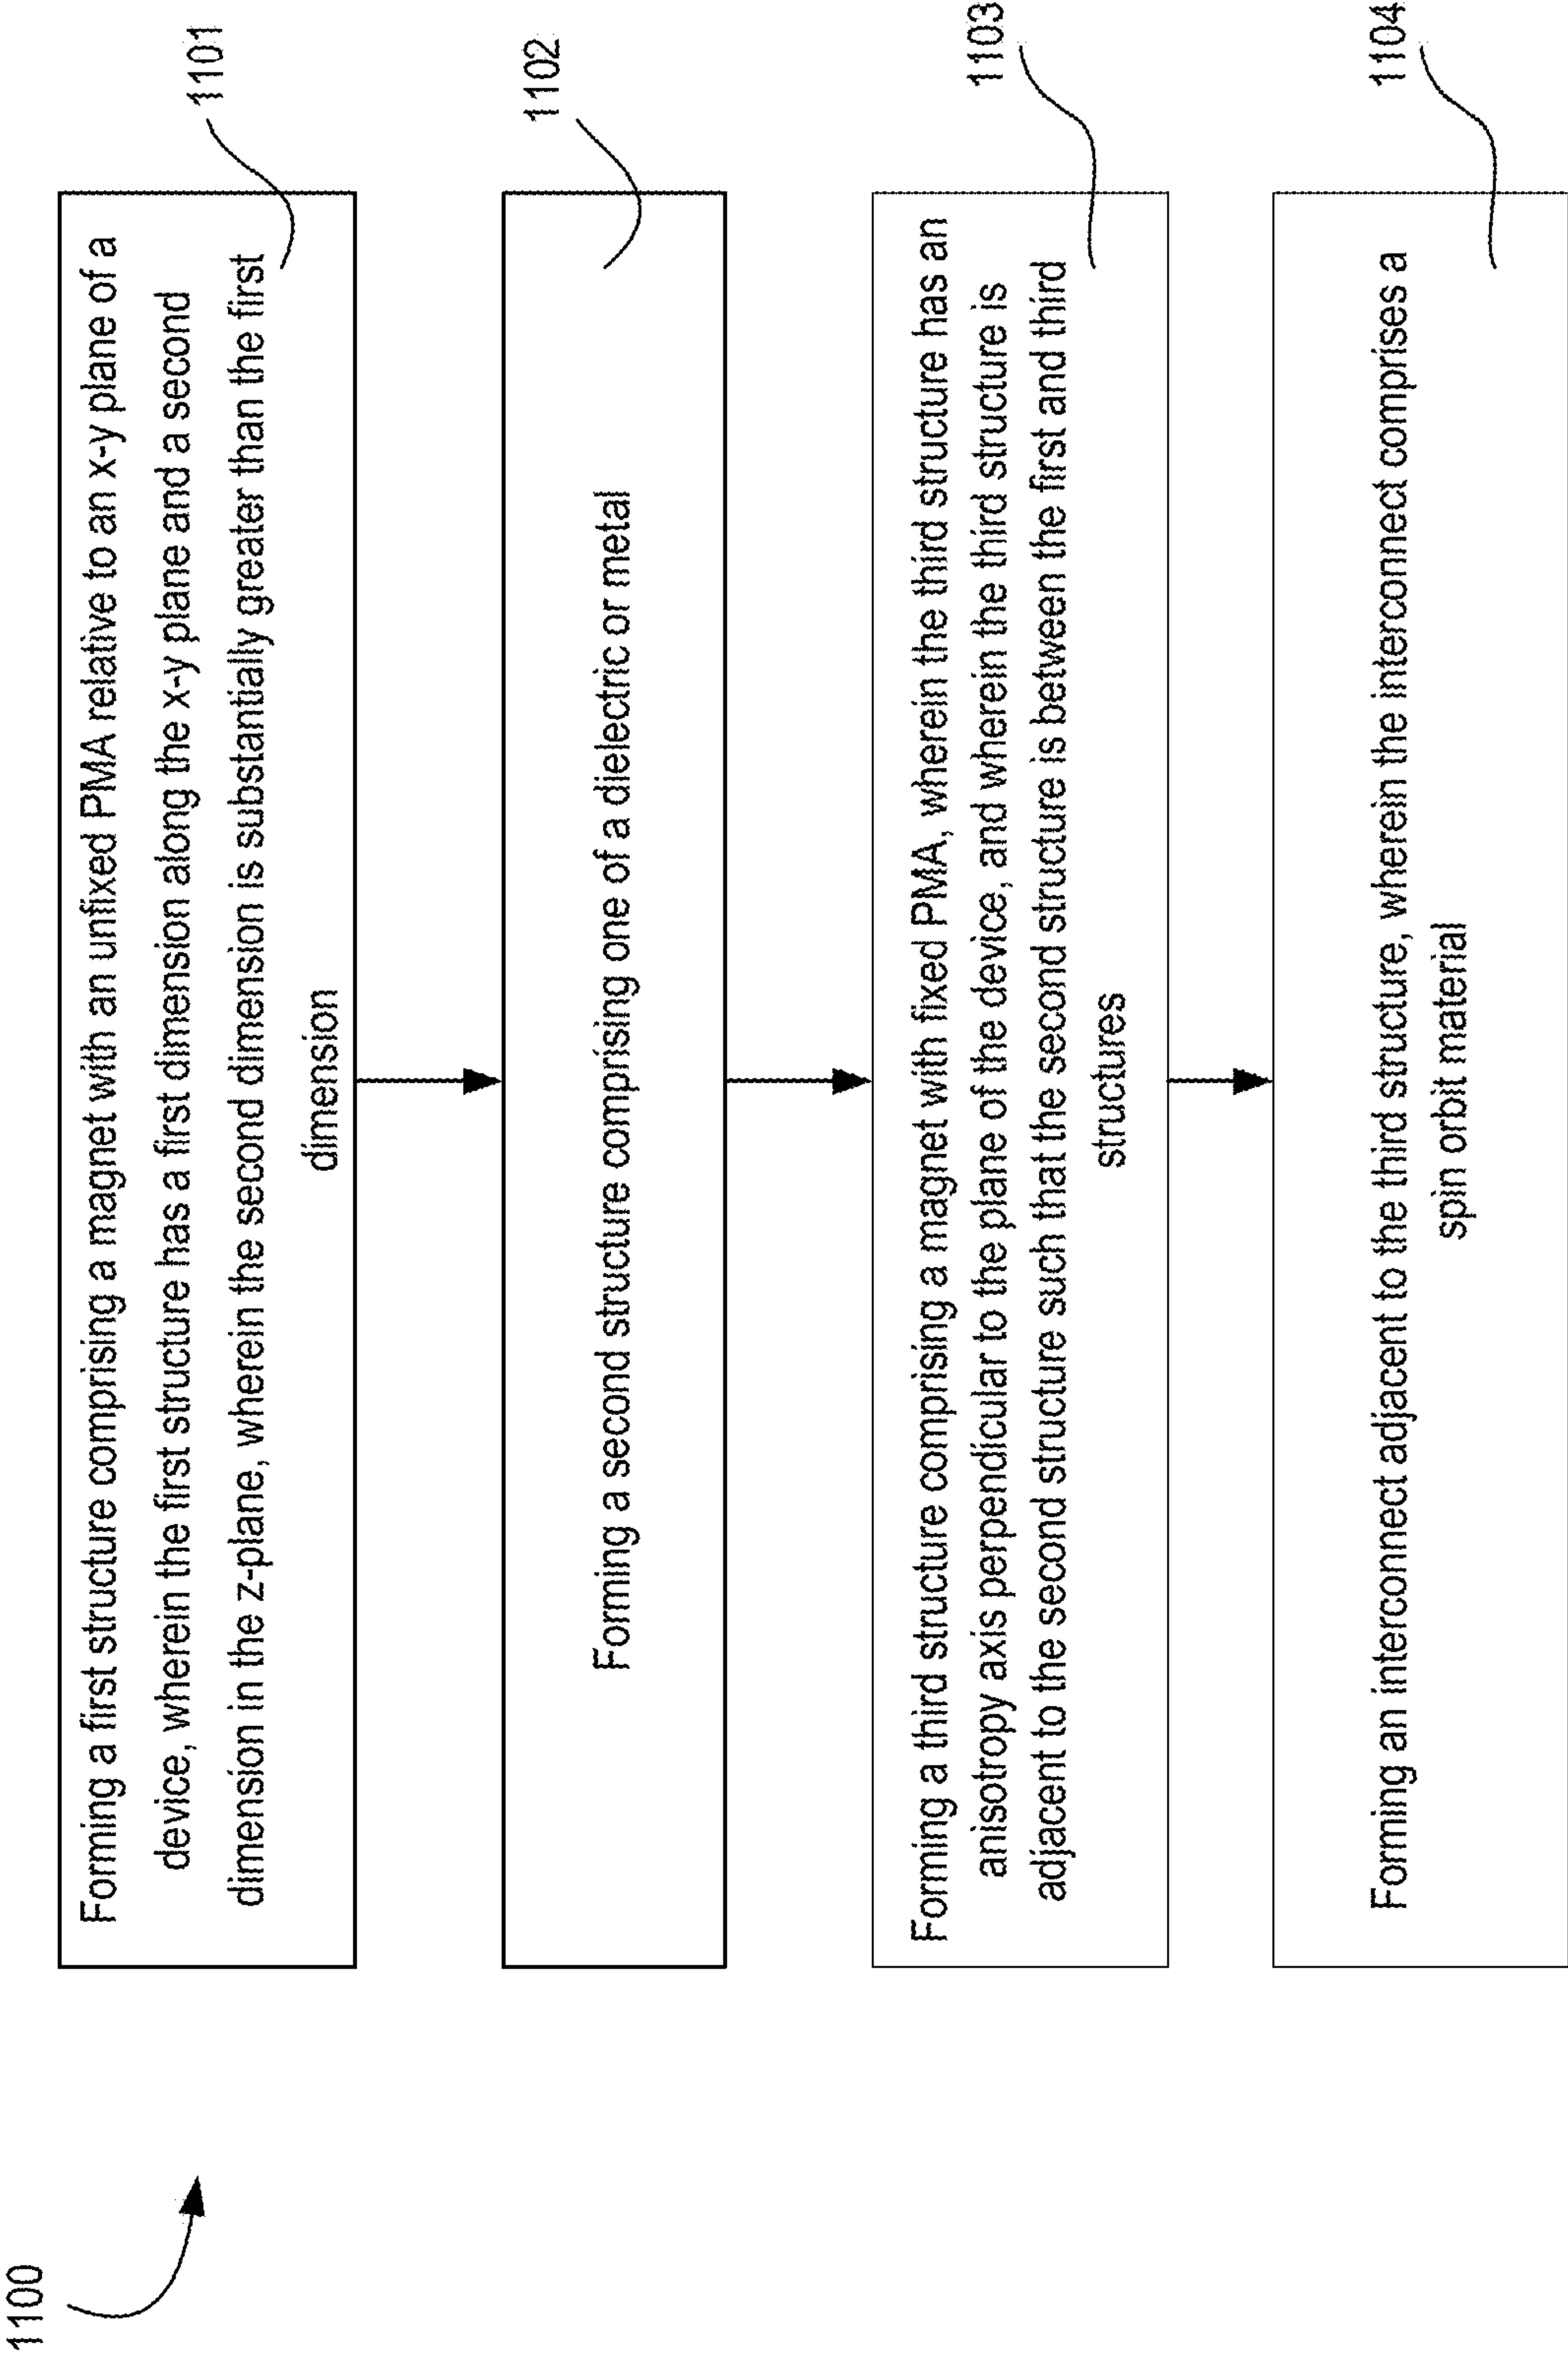 1100
Forming a first structure comprising a magnet with an unfixed PMA relative to an x-y plane of a
device, wherein the first structure has a first dimension along the x-y plane and a second
dimension in the z-plane, wherein the second dimension is substantially greater than the first
dimension
1101
Forming a second structure comprising one of a dielectric or metal
1102
Forming a third structure comprising a magnet with fixed PMA, wherein the third structure has an
anisotropy axis perpendicular to the plane of the device, and wherein the third structure is
adjacent to the second structure such that the second structure is between the first and third
structures
1103
Forming an interconnect adjacent to the third structure, wherein the interconnect comprises a
spin orbit material
1104